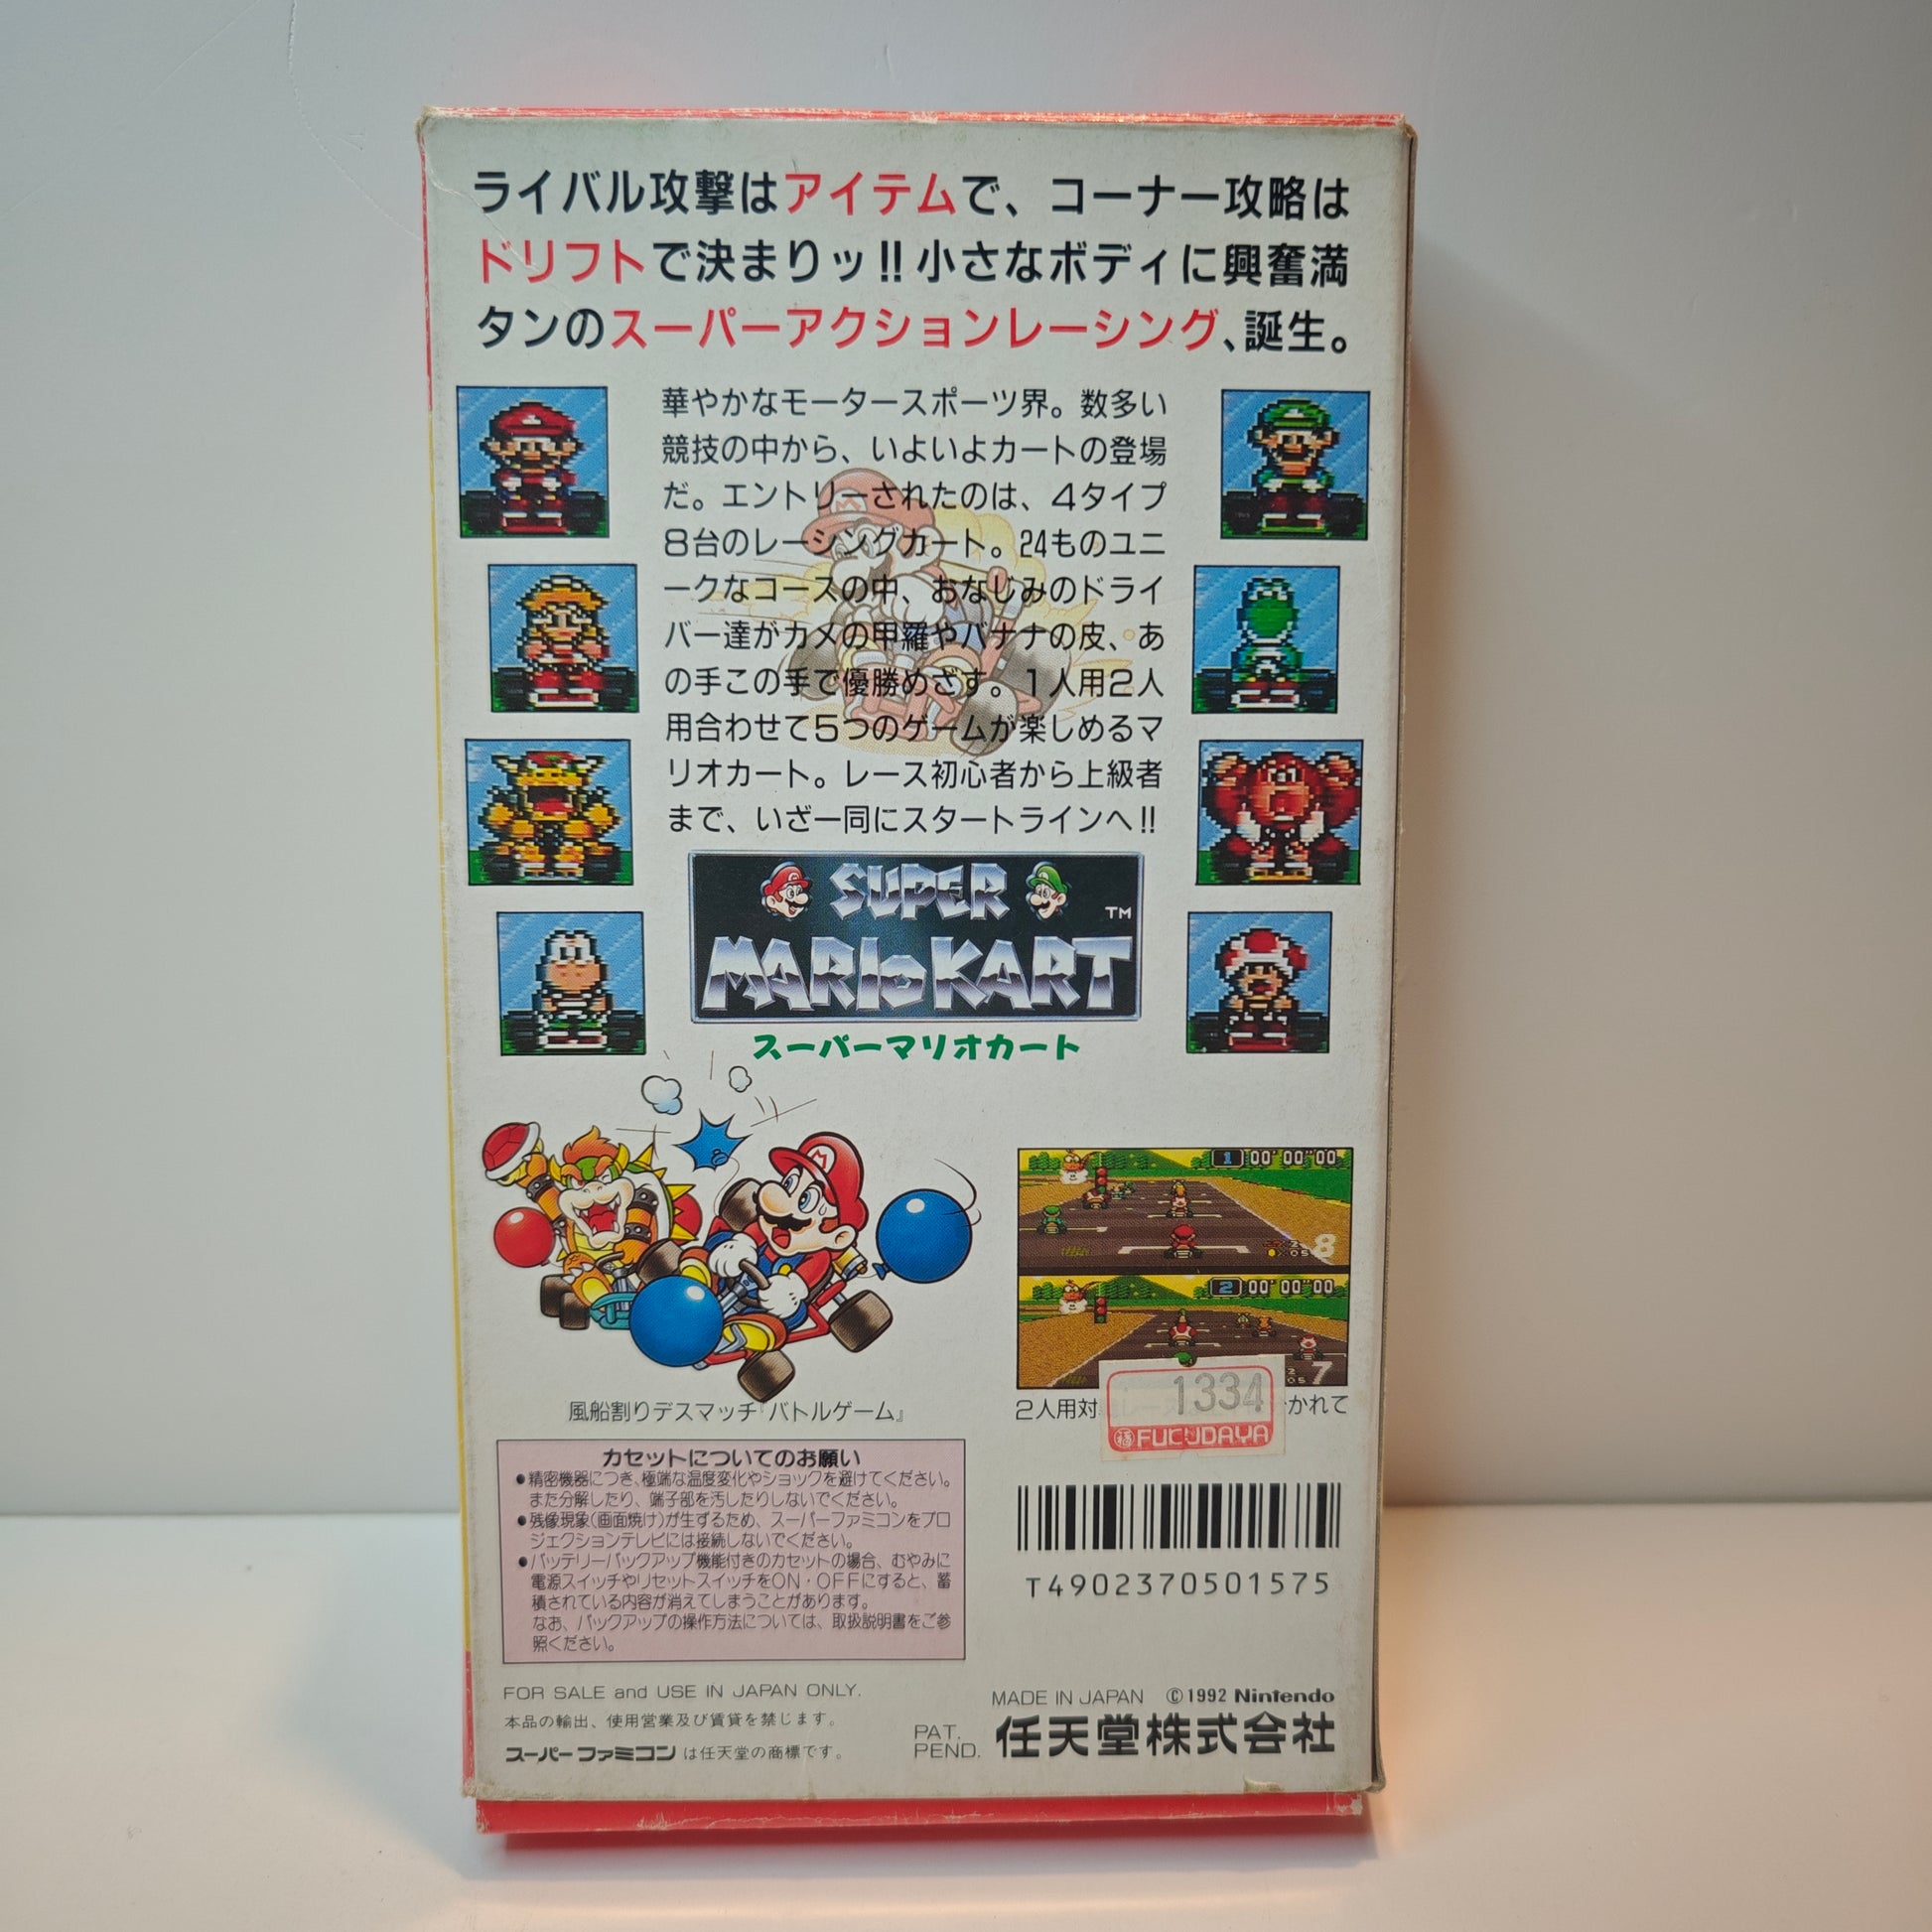 ライバル攻撃はアイテムで、コーナー攻略は
ドリフトで決まりッ!!小さなボディに興奮満
タンのスーパーアクションレーシング、誕生。
華やかなモータースポーツ界。数多い
競技の中から、いよいよカートの登場
だ。エントリーされたのは、4タイプ
8台のレーシングカート。24ものユニ
ークなコースの中、おなじみのドライ
バー達がカメの甲羅やバナナの皮、あ
の手この手で優勝めざす。1人用2人
用合わせて5つのゲームが楽しめるマ
リオカート。レース初心者から上級者
まで、いざ一同にスタートラインへ!!
SUPER
MARIO KART TM
スーパーマリオカート
1 00'00"00
8
2 00'00"00
7
風船割りデスマッチ『バトルゲーム』
2人用対
かれて
1334
福 FUKUDAYA
カセットについてのお願い
●精密機器につき、極端な温度変化やショックを避けてください。
また分解したり、端子部を汚したりしないでください。
●残像現象(画面焼け)が生ずるため、スーパーファミコンをプロ
ジェクションテレビには接続しないでください。
●バッテリーバックアップ機能付きのカセットの場合、むやみに
電源スイッチやリセットスイッチをON・OFFにすると、蓄
積されている内容が消えてしまうことがあります。
なお、バックアップの操作方法については、取扱説明書をご参
照ください。
T4902370501575
FOR SALE and USE IN JAPAN ONLY.
本品の輸出、使用営業及び賃貸を禁じます。
スーパーファミコンは任天堂の商標です。
MADE IN JAPAN ©1992 Nintendo
PAT. PEND. 任天堂株式会社